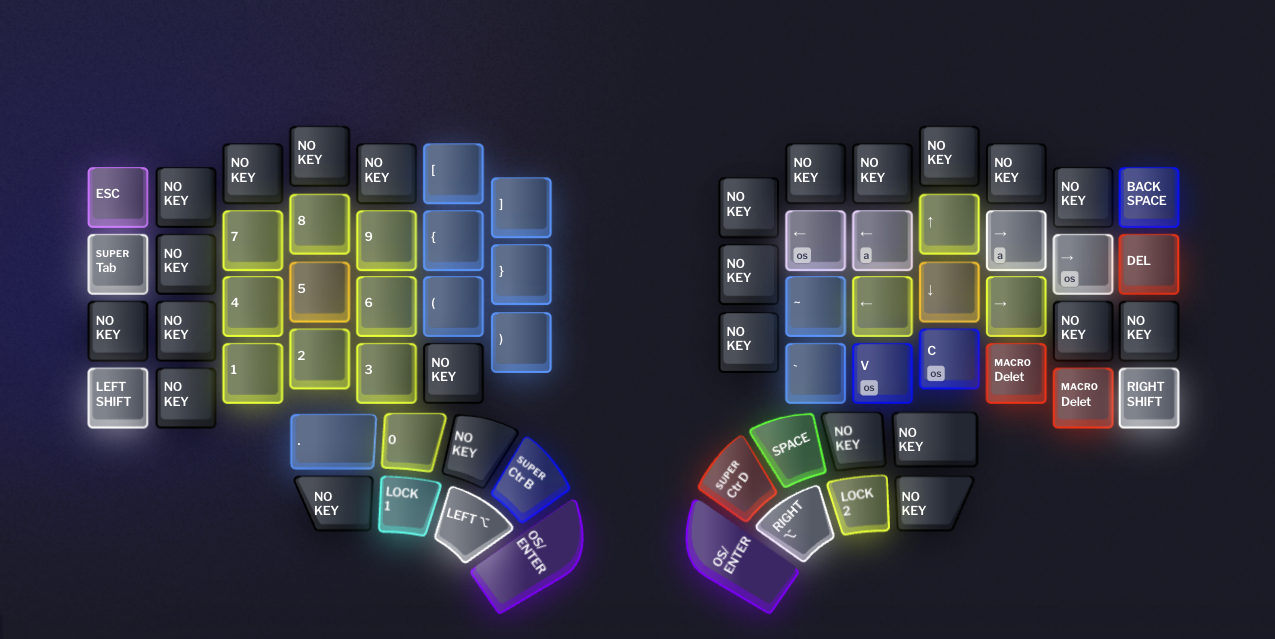 ESC
NO
KEY
NO
KEY
NO
KEY
NO
KEY
[
]
SUPER
Tab
NO
KEY
7
8
9
{
}
NO
KEY
NO
KEY
4
5
6
(
)
LEFT
SHIFT
NO
KEY
1
2
3
NO
KEY
.
0
NO
KEY
SUPER
Ctr B
NO
KEY
LOCK
1
LEFT ⌥
OS/
ENTER
NO
KEY
NO
KEY
NO
KEY
NO
KEY
NO
KEY
NO
KEY
BACK
SPACE
NO
KEY
←
os
←
a
↑
→
a
→
os
DEL
NO
KEY
~
←
↓
→
NO
KEY
NO
KEY
`
V
os
C
os
MACRO
Delet
MACRO
Delet
RIGHT
SHIFT
SUPER
Ctr D
SPACE
NO
KEY
NO
KEY
OS/
ENTER
RIGHT
⌥
LOCK
2
NO
KEY